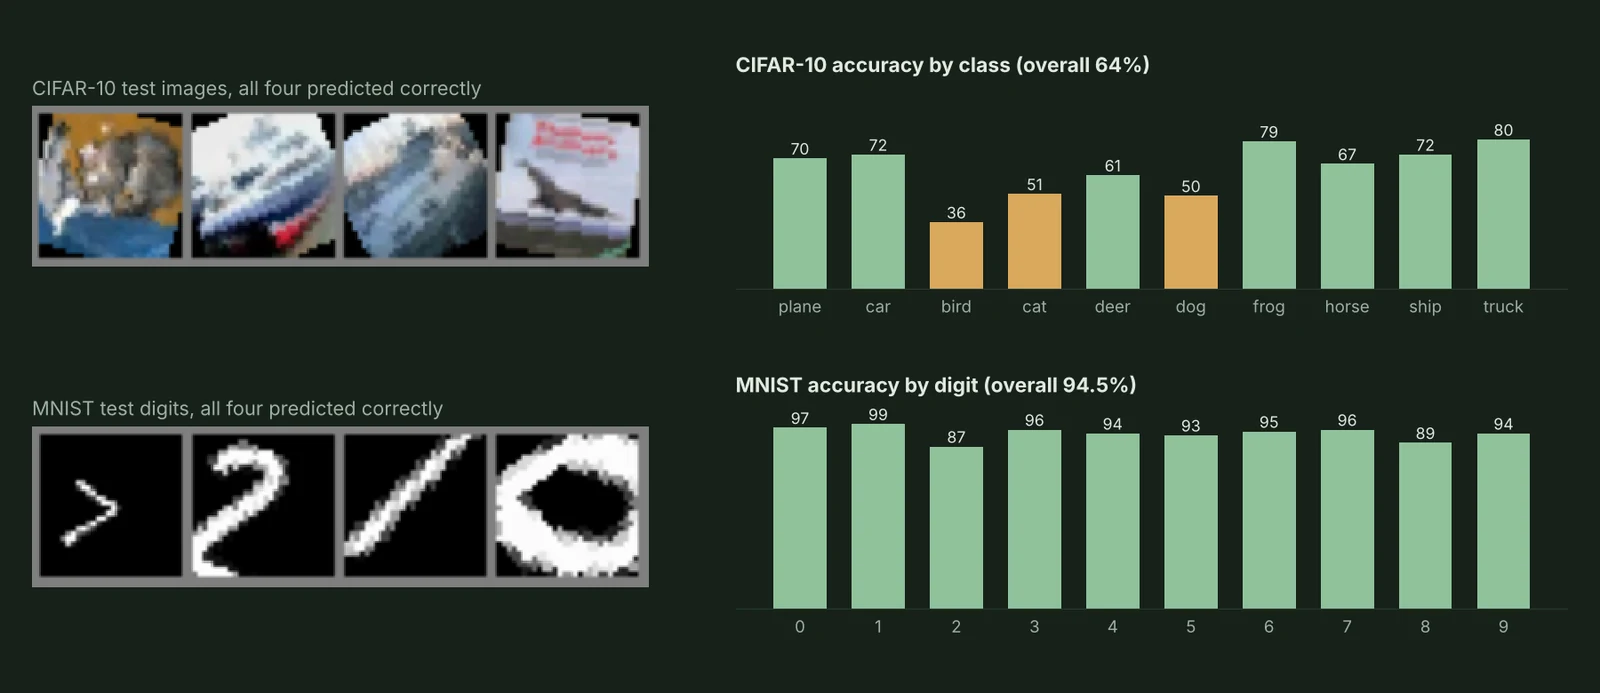 CIFAR-10 test images, all four predicted correctly
CIFAR-10 accuracy by class (overall 64%)
70 72 36 51 61 50 79 67 72 80
plane car bird cat deer dog frog horse ship truck
MNIST test digits, all four predicted correctly
2
MNIST accuracy by digit (overall 94.5%)
97 99 87 96 94 93 95 96 89 94
0 1 2 3 4 5 6 7 8 9